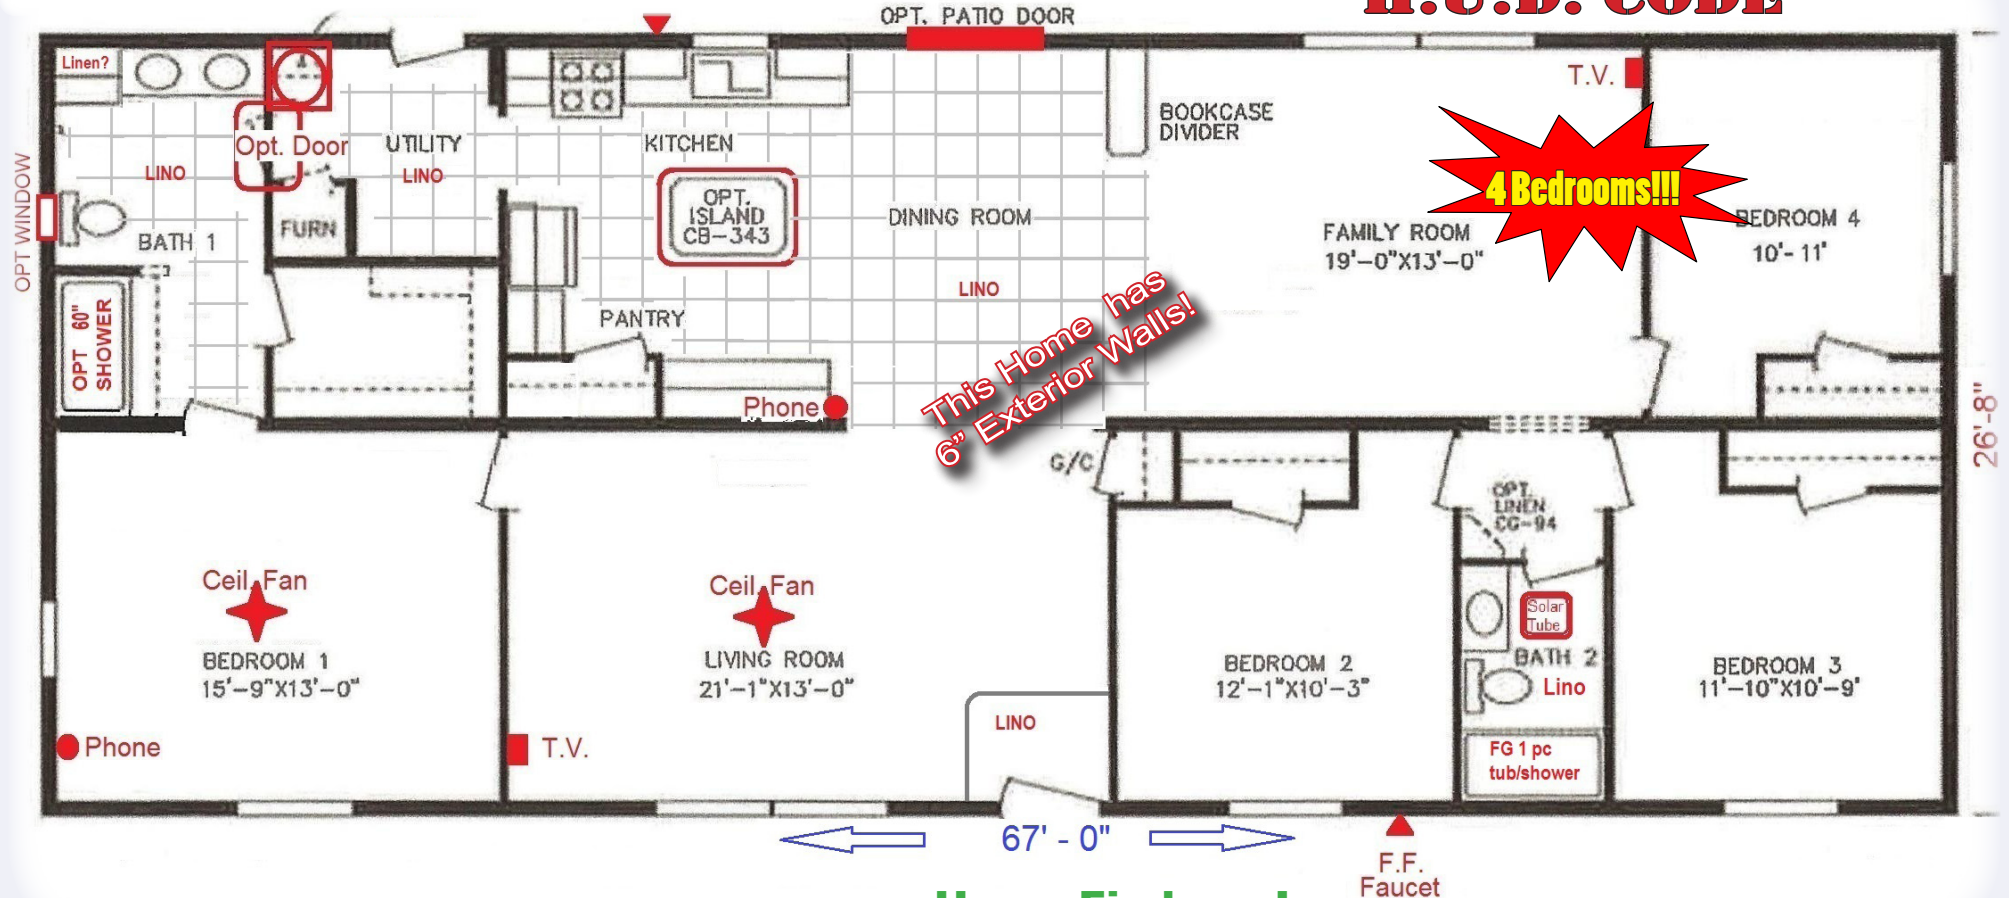 H.U.D. CODE
OPT. PATIO DOOR
Linen?
T.V.
BOOKCASE
DIVIDER
Opt. Door
UTILITY
KITCHEN
LINO
LINO
4 Bedrooms!!!
OPT WINDOW
OPT.
ISLAND
CB-343
DINING ROOM
BEDROOM 4
10'- 11'
FURN
BATH 1
FAMILY ROOM
19'-0"X13'-0"
LINO
This Home has
6" Exterior Walls!
OPT 60"
SHOWER
PANTRY
Phone
26'-8"
G/C
OPT.
LINEN
CG-94
Ceil. Fan
Ceil. Fan
Solar
Tube
BEDROOM 1
15'-9"X13'-0"
LIVING ROOM
21'-1"X13'-0"
BEDROOM 2
12'-1"X10'-3"
BATH 2
Lino
BEDROOM 3
11'-10"X10'-9'
LINO
Phone
T.V.
FG 1 pc
tub/shower
67' - 0"
F.F.
Faucet